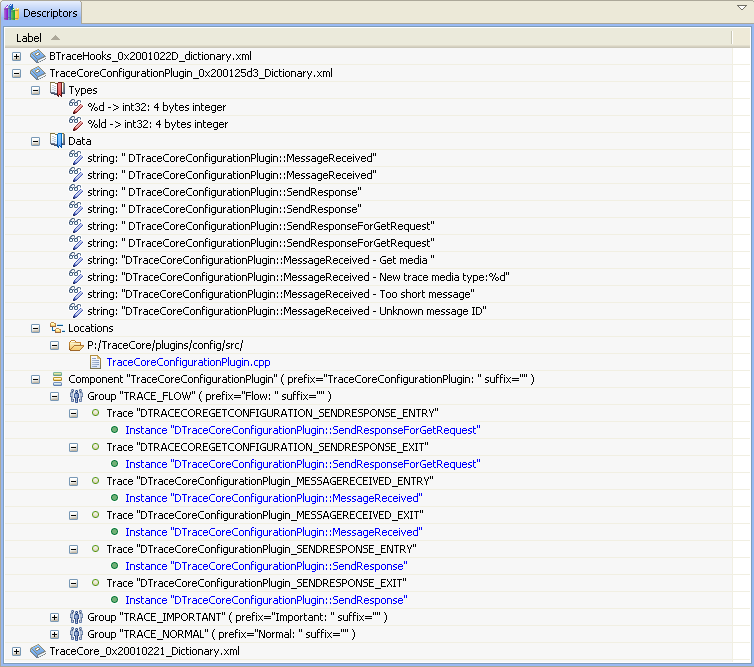 Descriptors
Label
BTraceHooks_0x2001022D_dictionary.xml
TraceCoreConfigurationPlugin_0x200125d3_Dictionary.xml
Types
%d -> int32: 4 bytes integer
%ld -> int32: 4 bytes integer
Data
string: " DTraceCoreConfigurationPlugin::MessageReceived"
string: " DTraceCoreConfigurationPlugin::MessageReceived"
string: " DTraceCoreConfigurationPlugin::SendResponse"
string: " DTraceCoreConfigurationPlugin::SendResponse"
string: " DTraceCoreConfigurationPlugin::SendResponseForGetRequest"
string: " DTraceCoreConfigurationPlugin::SendResponseForGetRequest"
string: "DTraceCoreConfigurationPlugin::MessageReceived - Get media "
string: "DTraceCoreConfigurationPlugin::MessageReceived - New trace media type:%d"
string: "DTraceCoreConfigurationPlugin::MessageReceived - Too short message"
string: "DTraceCoreConfigurationPlugin::MessageReceived - Unknown message ID"
Locations
P:/TraceCore/plugins/config/src/
TraceCoreConfigurationPlugin.cpp
Component "TraceCoreConfigurationPlugin" ( prefix="TraceCoreConfigurationPlugin: " suffix="" )
Group "TRACE_FLOW" ( prefix="Flow: " suffix="" )
Trace "DTRACECOREGETCONFIGURATION_SENDRESPONSE_ENTRY"
Instance "DTraceCoreConfigurationPlugin::SendResponseForGetRequest"
Trace "DTRACECOREGETCONFIGURATION_SENDRESPONSE_EXIT"
Instance "DTraceCoreConfigurationPlugin::SendResponseForGetRequest"
Trace "DTraceCoreConfigurationPlugin_MESSAGERECEIVED_ENTRY"
Instance "DTraceCoreConfigurationPlugin::MessageReceived"
Trace "DTraceCoreConfigurationPlugin_MESSAGERECEIVED_EXIT"
Instance "DTraceCoreConfigurationPlugin::MessageReceived"
Trace "DTraceCoreConfigurationPlugin_SENDRESPONSE_ENTRY"
Instance "DTraceCoreConfigurationPlugin::SendResponse"
Trace "DTraceCoreConfigurationPlugin_SENDRESPONSE_EXIT"
Instance "DTraceCoreConfigurationPlugin::SendResponse"
Group "TRACE_IMPORTANT" ( prefix="Important: " suffix="" )
Group "TRACE_NORMAL" ( prefix="Normal: " suffix="" )
TraceCore_0x20010221_Dictionary.xml